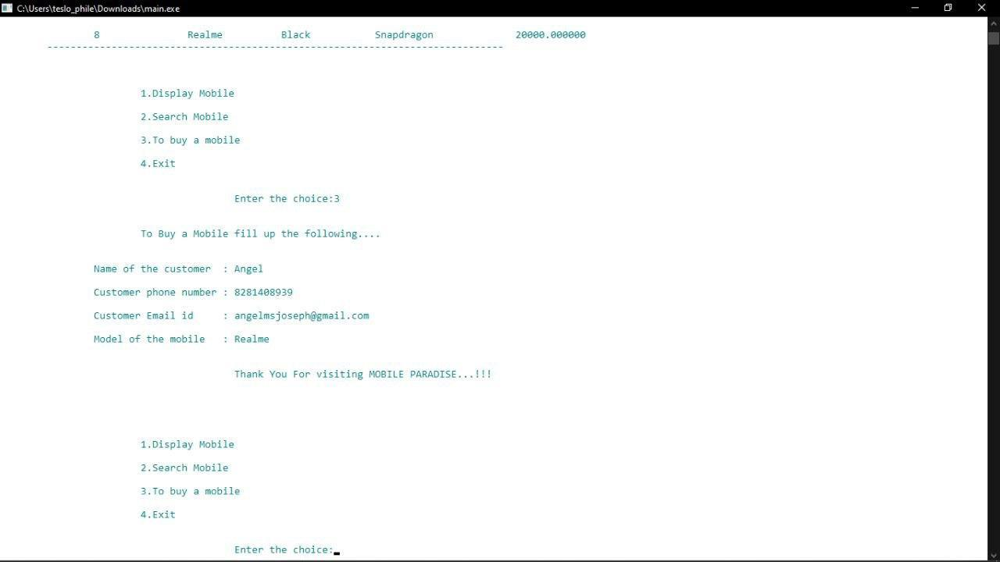 C:\Users\teslo_phile\Downloads\main.exe
8 Realme Black Snapdragon 20000.000000
------------------------------------------------------------------------------
1.Display Mobile
2.Search Mobile
3.To buy a mobile
4.Exit
Enter the choice:3
To Buy a Mobile fill up the following....
Name of the customer : Angel
Customer phone number : 8281408939
Customer Email id : angelmsjoseph@gmail.com
Model of the mobile : Realme
Thank You For visiting MOBILE PARADISE...!!!
1.Display Mobile
2.Search Mobile
3.To buy a mobile
4.Exit
Enter the choice: